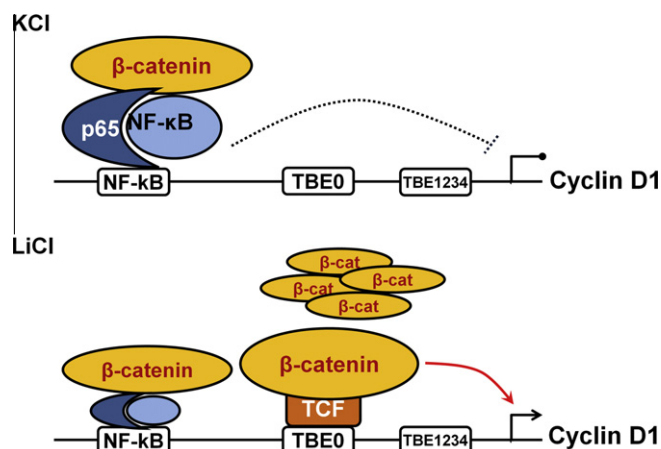 KCl
β-catenin
p65
NF-κB
NF-kB
TBE0
TBE1234
Cyclin D1
LiCl
β-cat
β-cat
β-cat
β-cat
β-catenin
β-catenin
TCF
NF-kB
TBE0
TBE1234
Cyclin D1